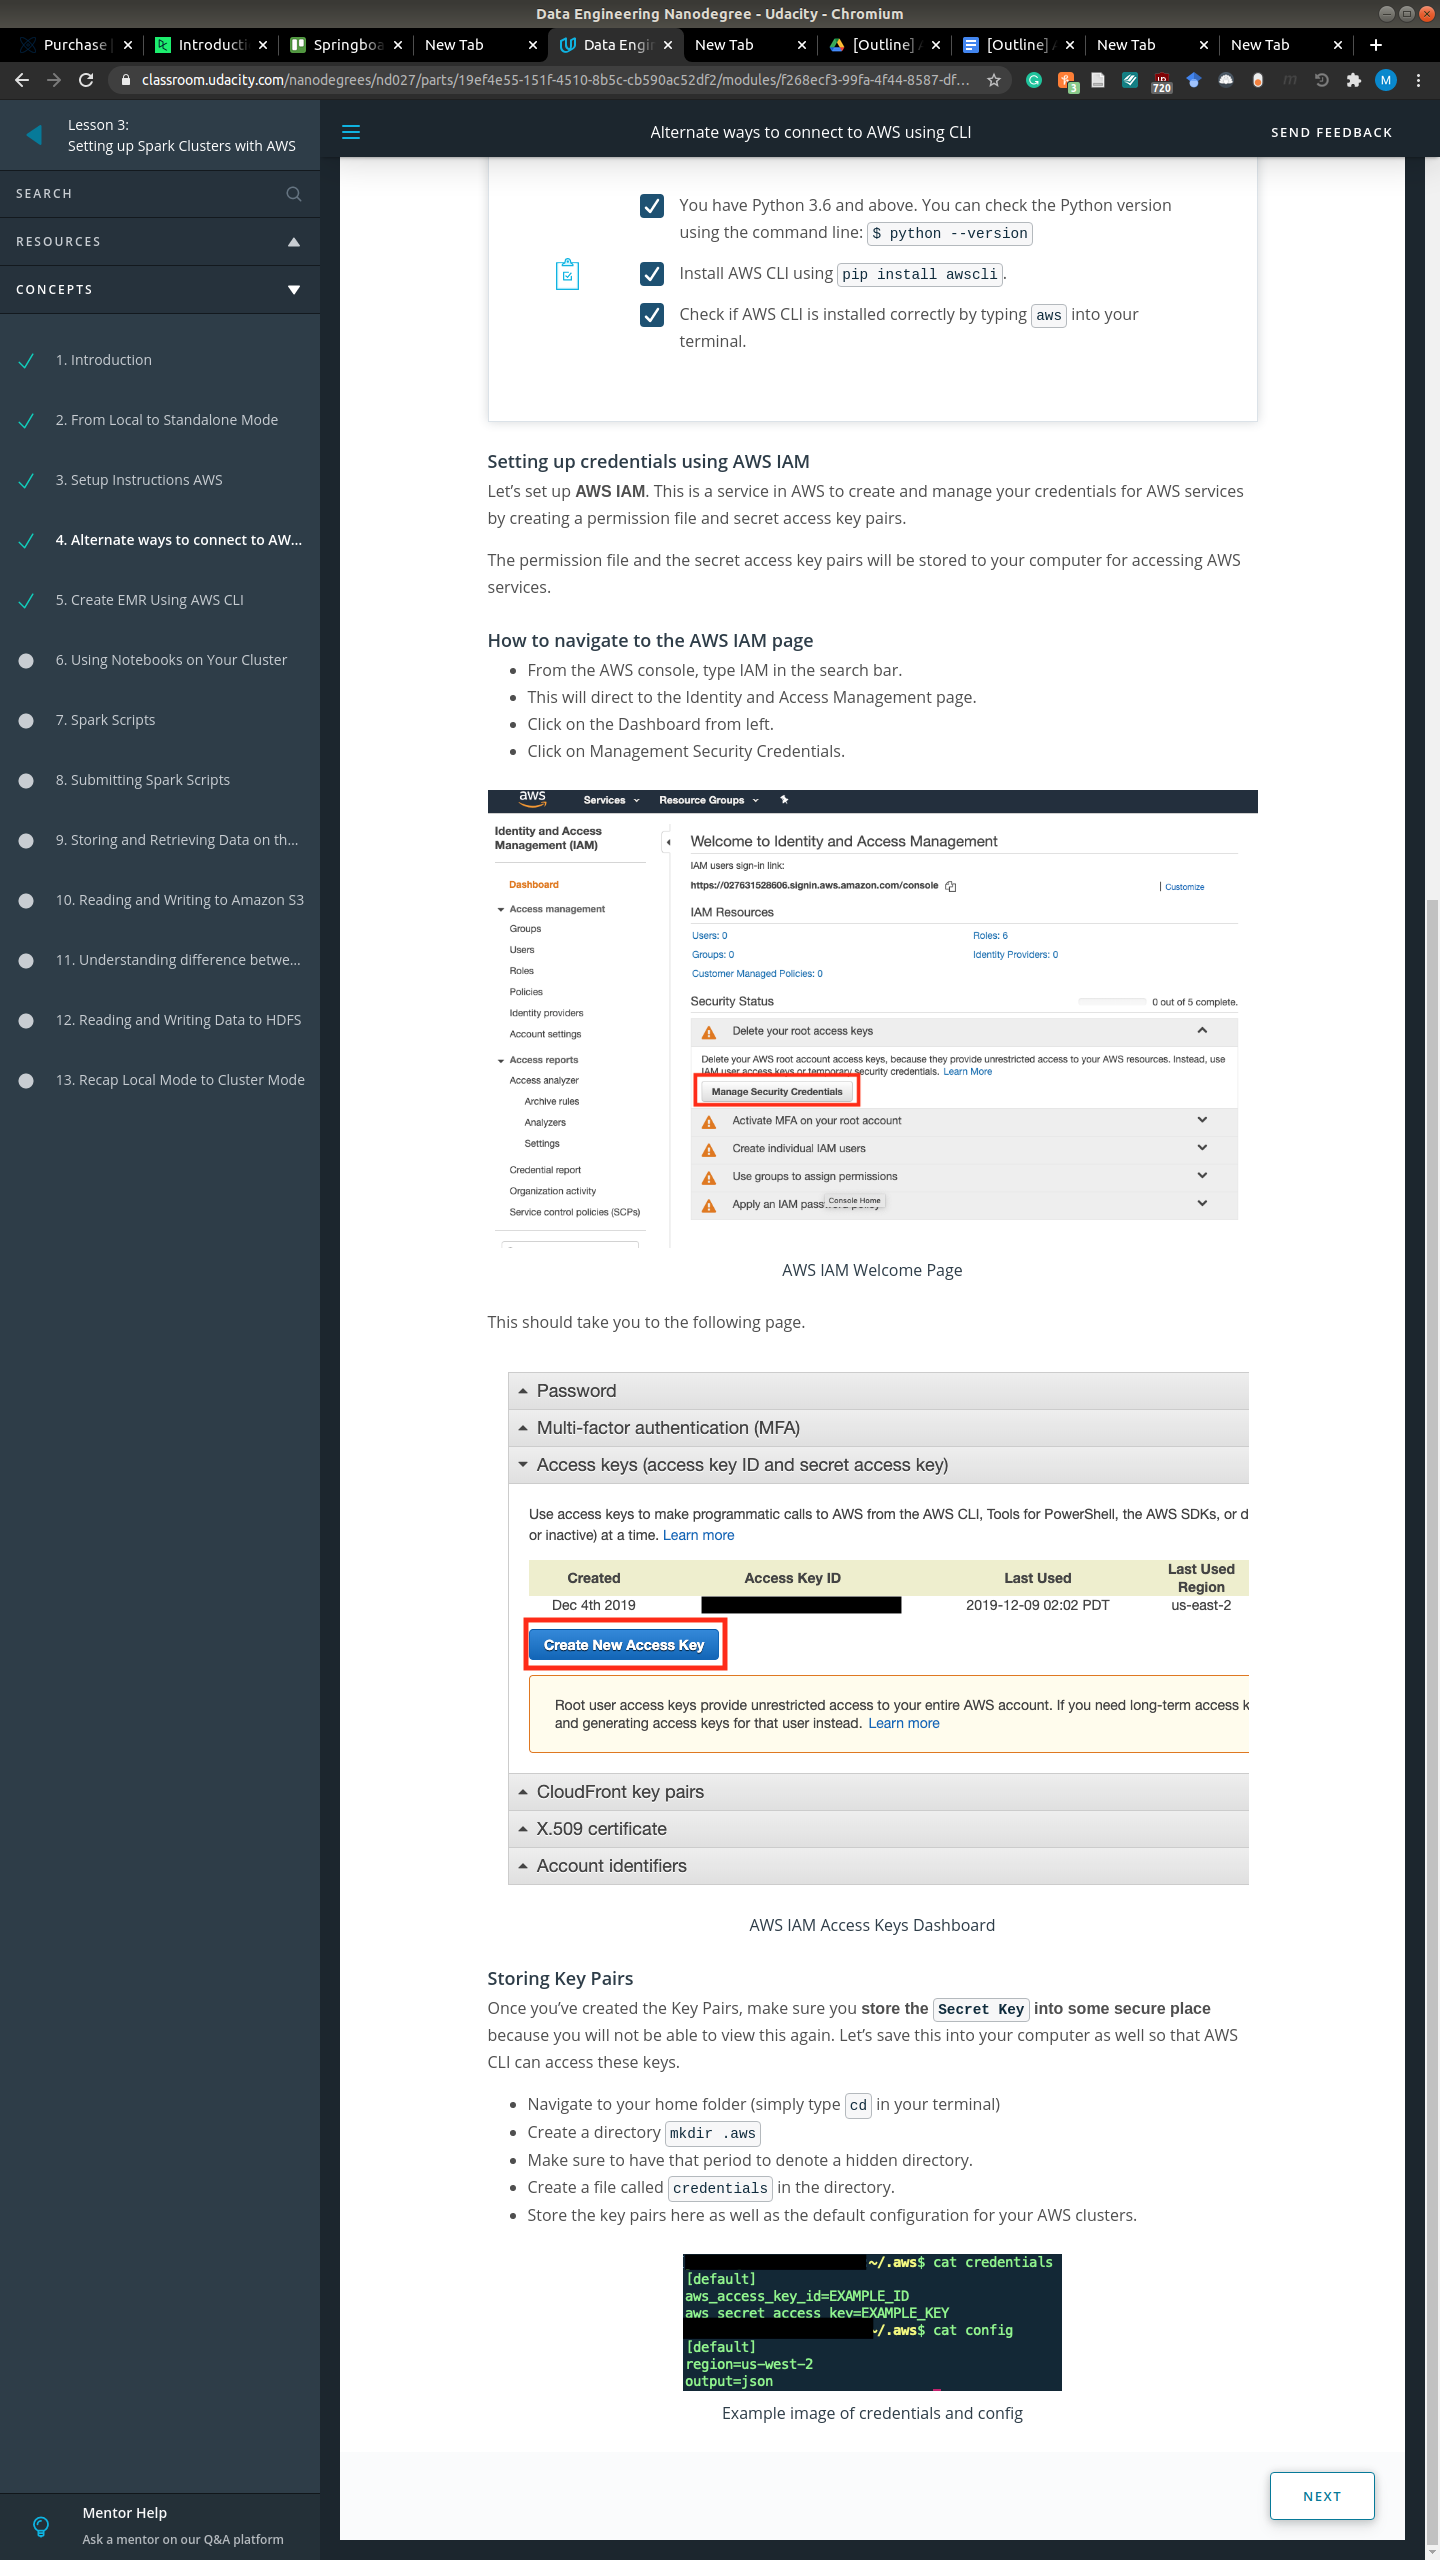 Data Engineering Nanodegree - Udacity - Chromium
Purchase
Introducti
Springboa
New Tab
Data Engin
New Tab
[Outline] A
[Outline] A
New Tab
New Tab
classroom.udacity.com/nanodegrees/nd027/parts/19ef4e55-151f-4510-8b5c-cb590ac52df2/modules/f268ecf3-99fa-4f44-8587-df…
3
720
M
Lesson 3:
Setting up Spark Clusters with AWS
Alternate ways to connect to AWS using CLI
SEND FEEDBACK
SEARCH
RESOURCES
CONCEPTS
1. Introduction
2. From Local to Standalone Mode
3. Setup Instructions AWS
4. Alternate ways to connect to AW...
5. Create EMR Using AWS CLI
6. Using Notebooks on Your Cluster
7. Spark Scripts
8. Submitting Spark Scripts
9. Storing and Retrieving Data on th...
10. Reading and Writing to Amazon S3
11. Understanding difference betwe...
12. Reading and Writing Data to HDFS
13. Recap Local Mode to Cluster Mode
Mentor Help
Ask a mentor on our Q&A platform
You have Python 3.6 and above. You can check the Python version
using the command line: $ python --version
Install AWS CLI using pip install awscli.
Check if AWS CLI is installed correctly by typing aws into your
terminal.
Setting up credentials using AWS IAM
Let's set up AWS IAM. This is a service in AWS to create and manage your credentials for AWS services
by creating a permission file and secret access key pairs.
The permission file and the secret access key pairs will be stored to your computer for accessing AWS
services.
How to navigate to the AWS IAM page
From the AWS console, type IAM in the search bar.
This will direct to the Identity and Access Management page.
Click on the Dashboard from left.
Click on Management Security Credentials.
aws
Services
Resource Groups
Identity and Access
Management (IAM)
Dashboard
Access management
Groups
Users
Roles
Policies
Identity providers
Account settings
Access reports
Access analyzer
Archive rules
Analyzers
Settings
Credential report
Organization activity
Service control policies (SCPs)
Welcome to Identity and Access Management
IAM users sign-in link:
https://027631528606.signin.aws.amazon.com/console
Customize
IAM Resources
Users: 0
Roles: 6
Groups: 0
Identity Providers: 0
Customer Managed Policies: 0
Security Status
0 out of 5 complete.
Delete your root access keys
Delete your AWS root account access keys, because they provide unrestricted access to your AWS resources. Instead, use
IAM user access keys or temporary security credentials. Learn More
Manage Security Credentials
Activate MFA on your root account
Create individual IAM users
Use groups to assign permissions
Apply an IAM password policy
Console Home
AWS IAM Welcome Page
This should take you to the following page.
Password
Multi-factor authentication (MFA)
Access keys (access key ID and secret access key)
Use access keys to make programmatic calls to AWS from the AWS CLI, Tools for PowerShell, the AWS SDKs, or d
or inactive) at a time. Learn more
Created
Access Key ID
Last Used
Last Used
Region
Dec 4th 2019
2019-12-09 02:02 PDT
us-east-2
Create New Access Key
Root user access keys provide unrestricted access to your entire AWS account. If you need long-term access k
and generating access keys for that user instead. Learn more
CloudFront key pairs
X.509 certificate
Account identifiers
AWS IAM Access Keys Dashboard
Storing Key Pairs
Once you've created the Key Pairs, make sure you store the Secret Key into some secure place
because you will not be able to view this again. Let's save this into your computer as well so that AWS
CLI can access these keys.
Navigate to your home folder (simply type cd in your terminal)
Create a directory mkdir .aws
Make sure to have that period to denote a hidden directory.
Create a file called credentials in the directory.
Store the key pairs here as well as the default configuration for your AWS clusters.
~/.aws$ cat credentials
[default]
aws_access_key_id=EXAMPLE_ID
aws_secret_access_key=EXAMPLE_KEY
~/.aws$ cat config
[default]
region=us-west-2
output=json
Example image of credentials and config
NEXT